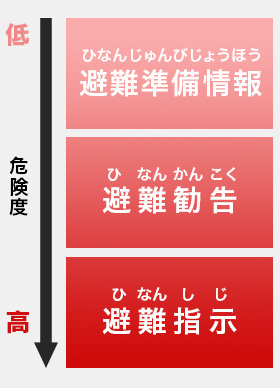 低
ひなんじゅんびじょうほう
避難準備情報
危険度
ひなんかんこく
避難勧告
ひなんしじ
避難指示
高